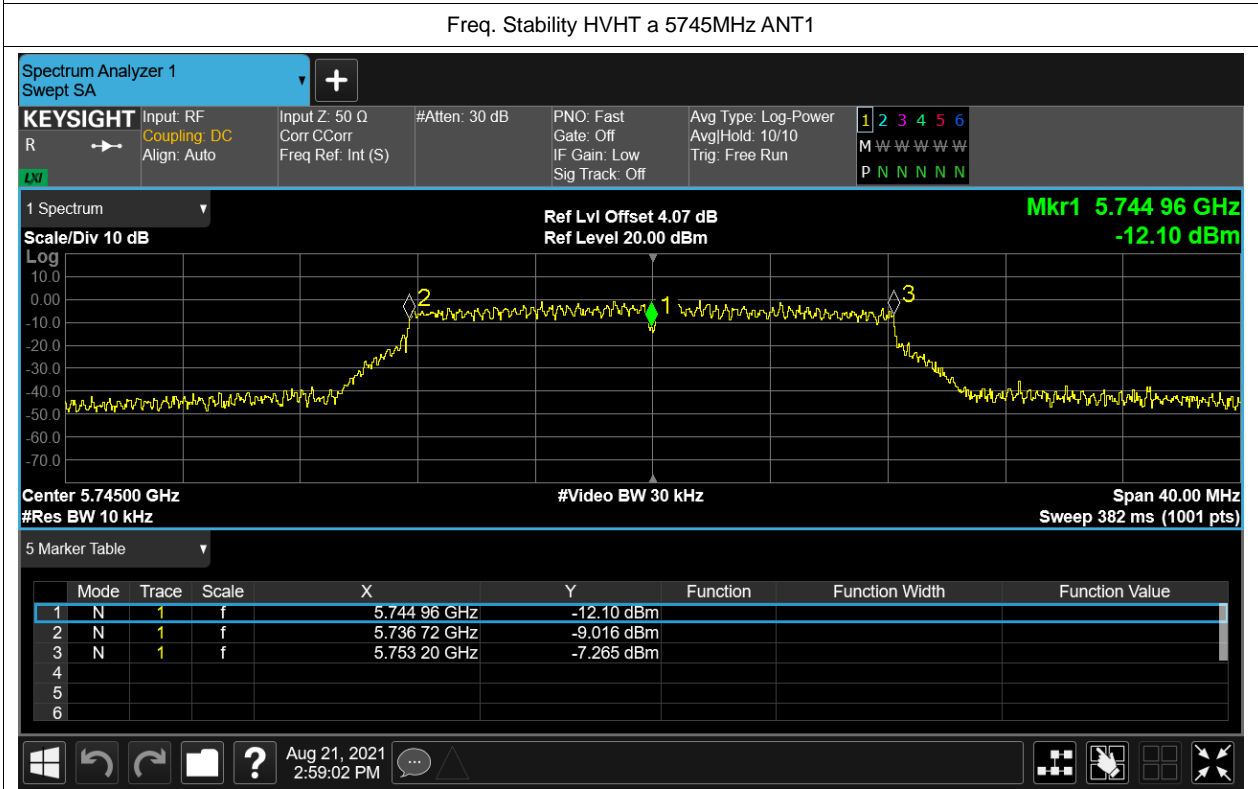 Freq. Stability HVHT a 5745MHz ANT1
Spectrum Analyzer 1
Swept SA
KEYSIGHT
R
LXI
Input: RF
Coupling: DC
Align: Auto
Input Z: 50 Ω
Corr CCorr
Freq Ref: Int (S)
#Atten: 30 dB
PNO: Fast
Gate: Off
IF Gain: Low
Sig Track: Off
Avg Type: Log-Power
Avg|Hold: 10/10
Trig: Free Run
1 2 3 4 5 6
M W W W W W
P N N N N N
1 Spectrum
Scale/Div 10 dB
Ref Lvl Offset 4.07 dB
Ref Level 20.00 dBm
Mkr1 5.744 96 GHz
-12.10 dBm
Log
10.0
0.00
-10.0
-20.0
-30.0
-40.0
-50.0
-60.0
-70.0
2
1
3
Center 5.74500 GHz
#Res BW 10 kHz
#Video BW 30 kHz
Span 40.00 MHz
Sweep 382 ms (1001 pts)
5 Marker Table
Mode Trace Scale X Y Function Function Width Function Value
1 N 1 f 5.744 96 GHz -12.10 dBm
2 N 1 f 5.736 72 GHz -9.016 dBm
3 N 1 f 5.753 20 GHz -7.265 dBm
4
5
6
?
Aug 21, 2021
2:59:02 PM